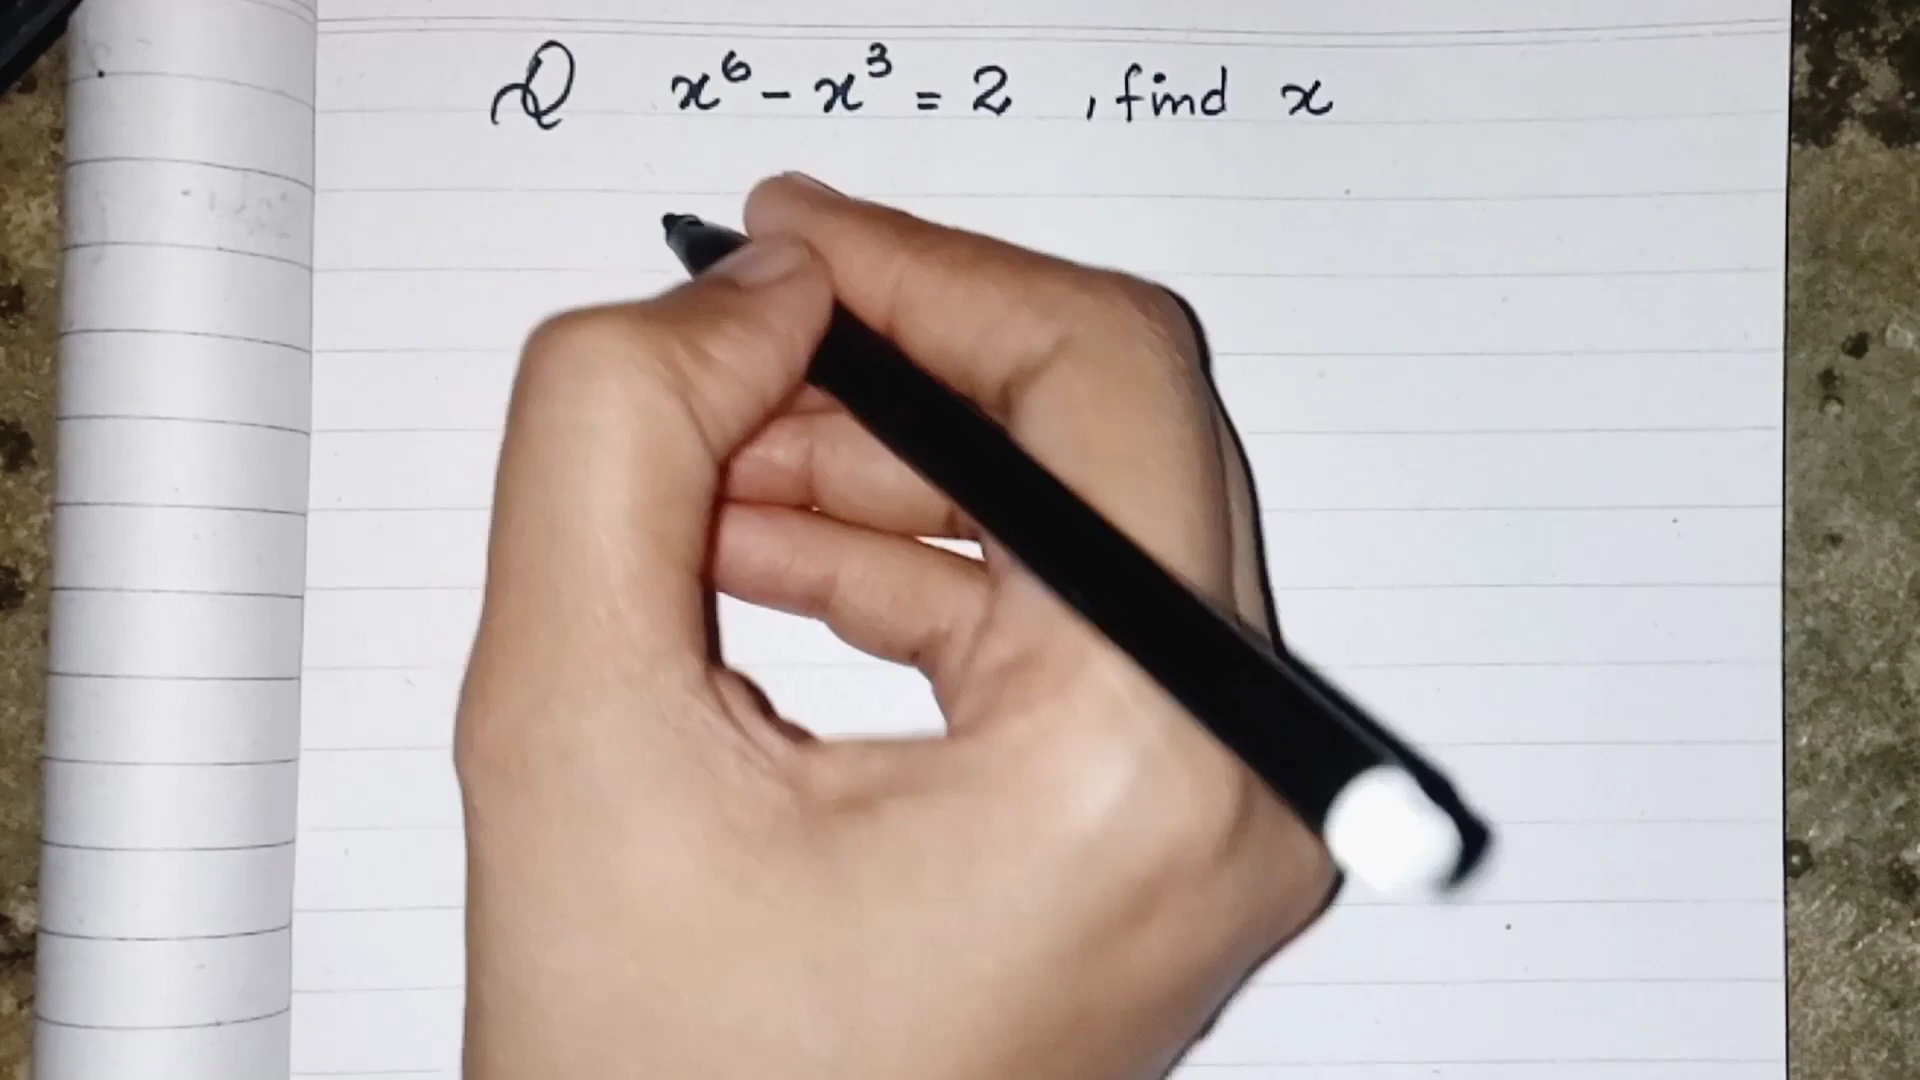 Q x⁶ - x³ = 2 , find x